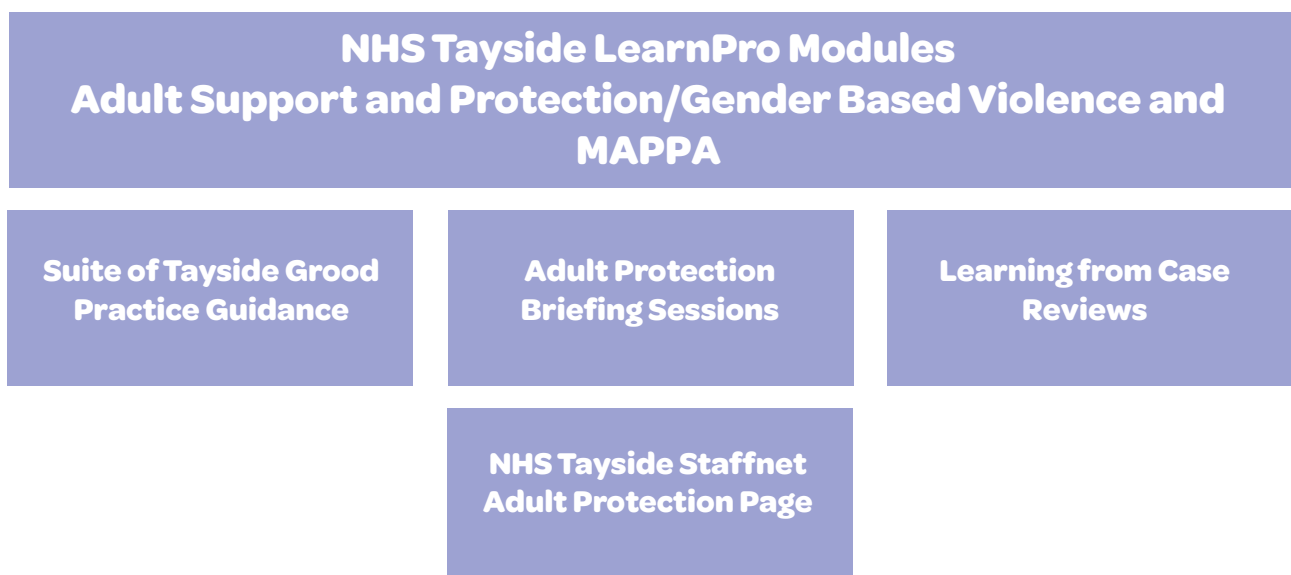 NHS Tayside LearnPro Modules
Adult Support and Protection/Gender Based Violence and
MAPPA
Suite of Tayside Grood
Practice Guidance
Adult Protection
Briefing Sessions
Learning from Case
Reviews
NHS Tayside Staffnet
Adult Protection Page